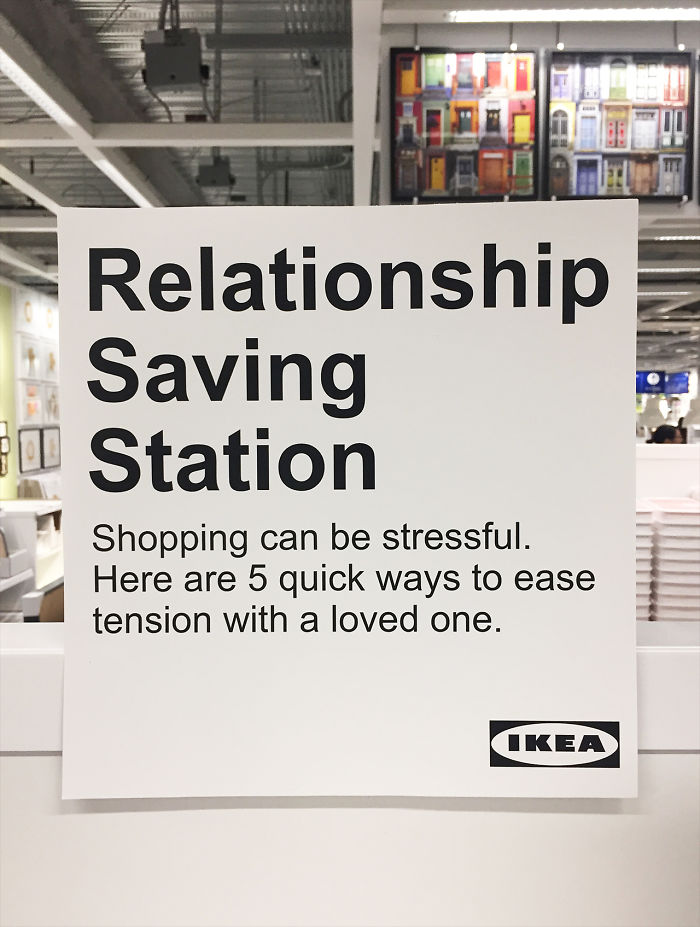 Relationship
Saving
Station
Shopping can be stressful.
Here are 5 quick ways to ease
tension with a loved one.
IKEA